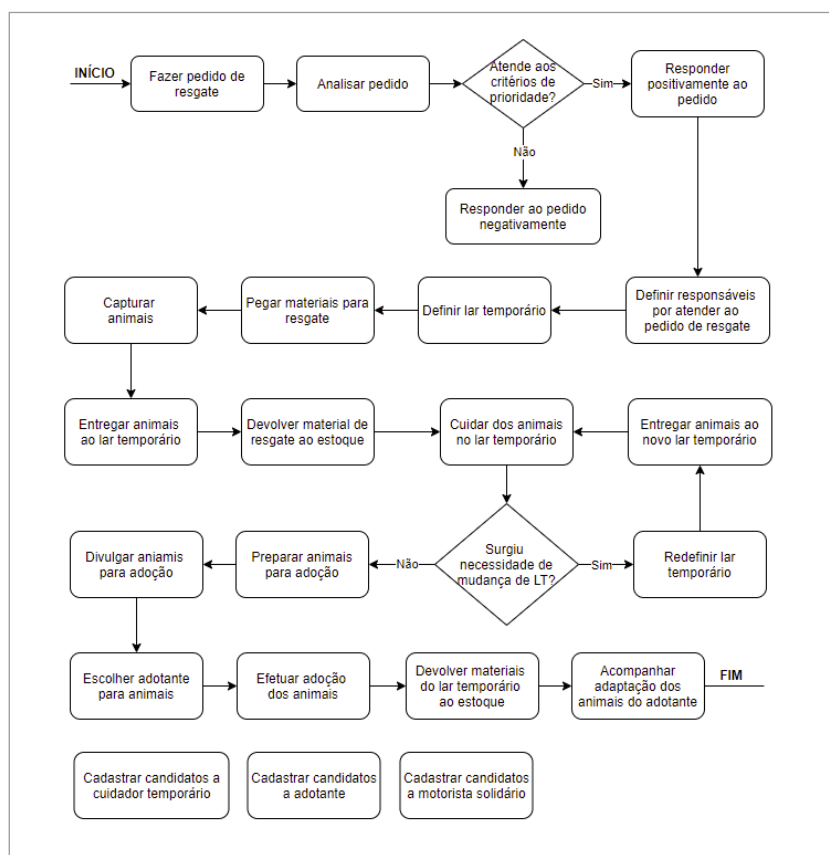 INÍCIO
Fazer pedido de
resgate
Analisar pedido
Atende aos
critérios de
prioridade?
Sim
Responder
positivamente ao
pedido
Não
Responder ao pedido
negativamente
Capturar
animais
Pegar materiais para
resgate
Definir lar temporário
Definir responsáveis
por atender ao
pedido de resgate
Entregar animais
ao lar temporário
Devolver material de
resgate ao estoque
Cuidar dos animais
no lar temporário
Entregar animais ao
novo lar temporário
Divulgar aniamis
para adoção
Preparar animais
para adoção
Não
Surgiu
necessidade de
mudança de LT?
Sim
Redefinir lar
temporário
Escolher adotante
para animais
Efetuar adoção
dos animais
Devolver materiais
do lar temporário
ao estoque
Acompanhar
adaptação dos
animais do adotante
FIM
Cadastrar candidatos a
cuidador temporário
Cadastrar candidatos
a adotante
Cadastrar candidatos
a motorista solidário